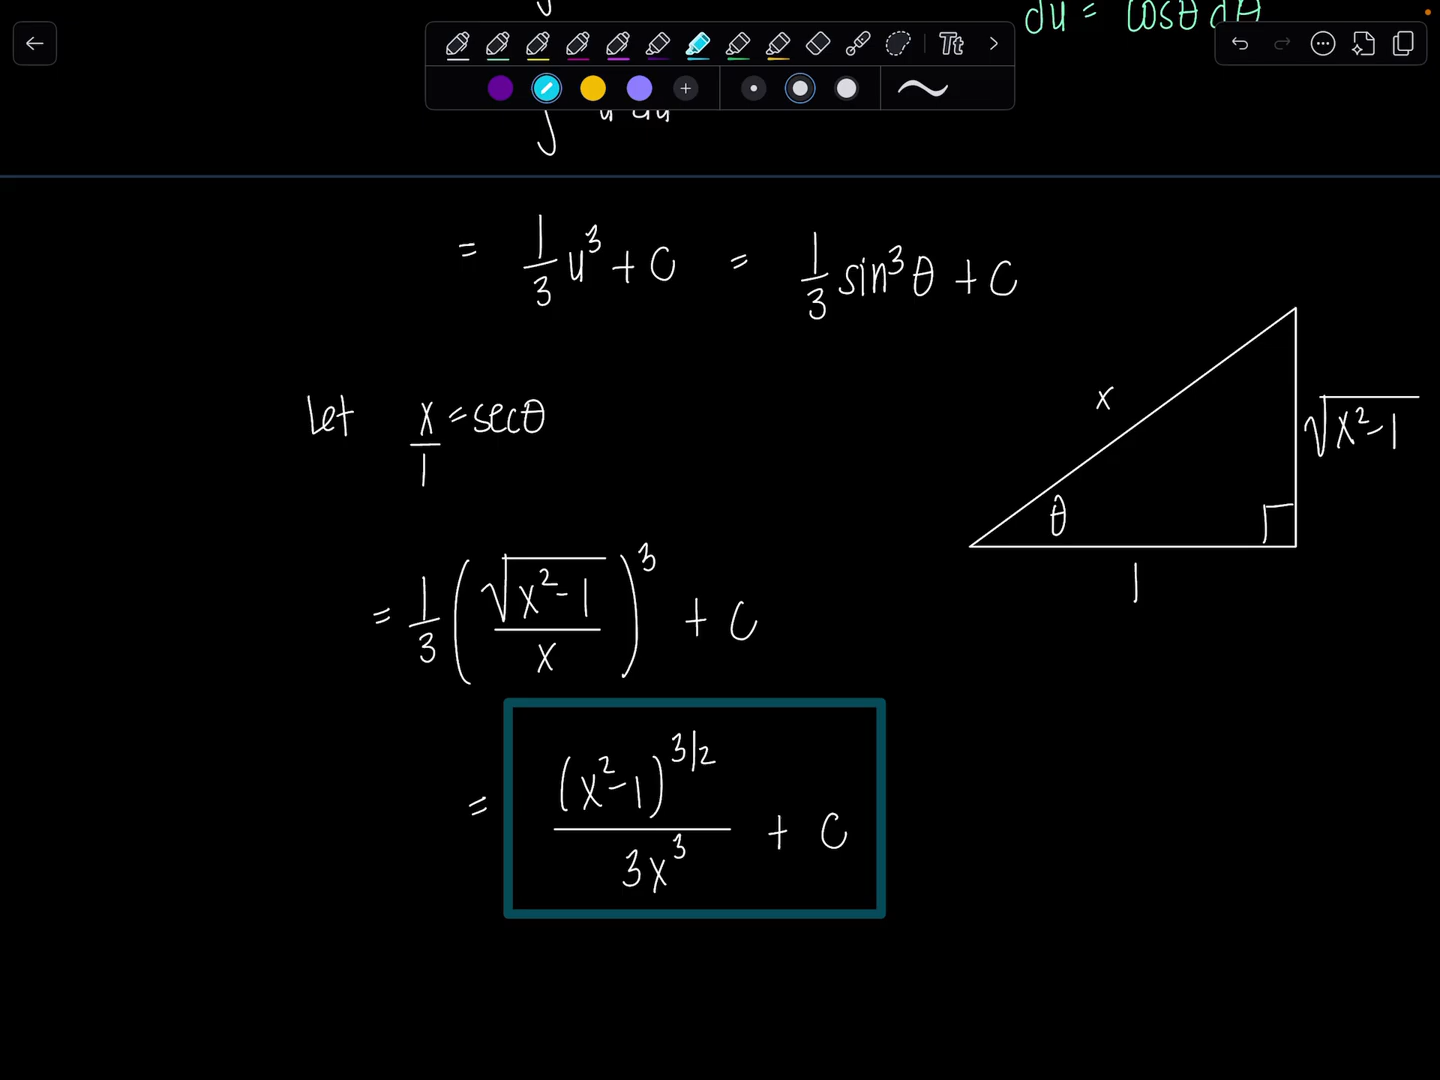 du = cosθ dθ
Tt
u du
= 1/3 u³ + C = 1/3 sin³θ + C
Let x/1 = secθ
x
√(x²-1)
θ
1
= 1/3 (√(x²-1)/x)³ + C
= (x²-1)^(3/2)/3x³ + C